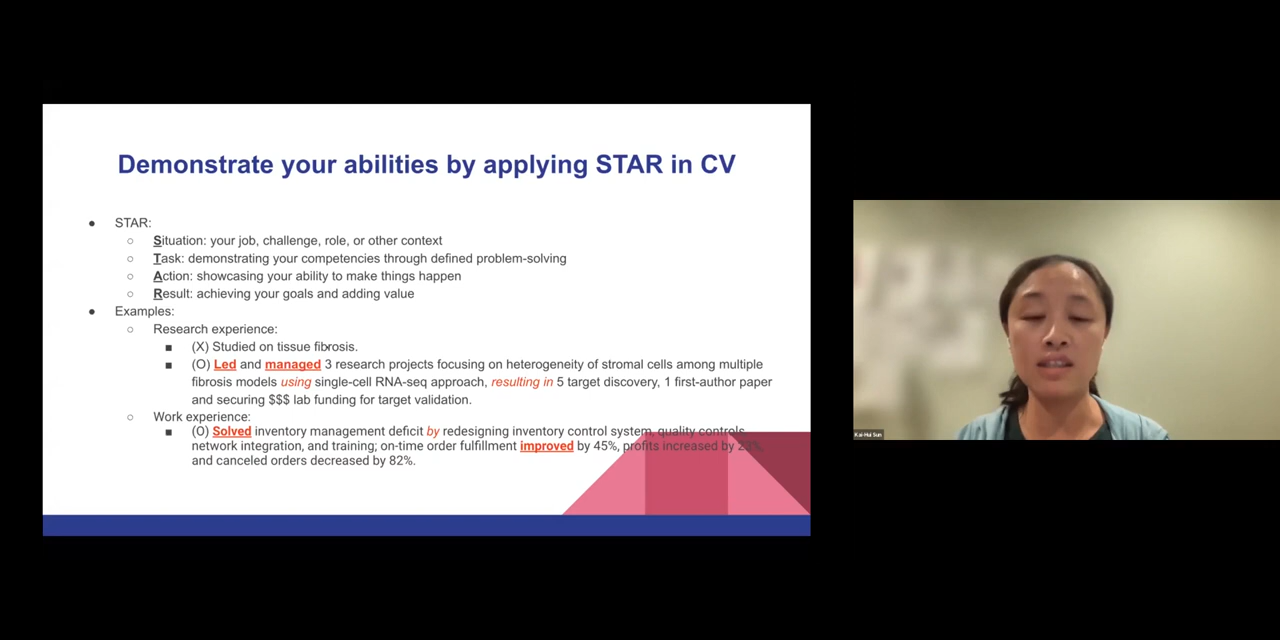 Demonstrate your abilities by applying STAR in CV
● STAR:
○ Situation: your job, challenge, role, or other context
○ Task: demonstrating your competencies through defined problem-solving
○ Action: showcasing your ability to make things happen
○ Result: achieving your goals and adding value
● Examples:
○ Research experience:
■ (X) Studied on tissue fibrosis.
■ (O) Led and managed 3 research projects focusing on heterogeneity of stromal cells among multiple
fibrosis models using single-cell RNA-seq approach, resulting in 5 target discovery, 1 first-author paper
and securing $$$ lab funding for target validation.
○ Work experience:
■ (O) Solved inventory management deficit by redesigning inventory control system, quality controls,
network integration, and training; on-time order fulfillment improved by 45%, profits increased by 23%,
and canceled orders decreased by 82%.
Kai-Hui Sun